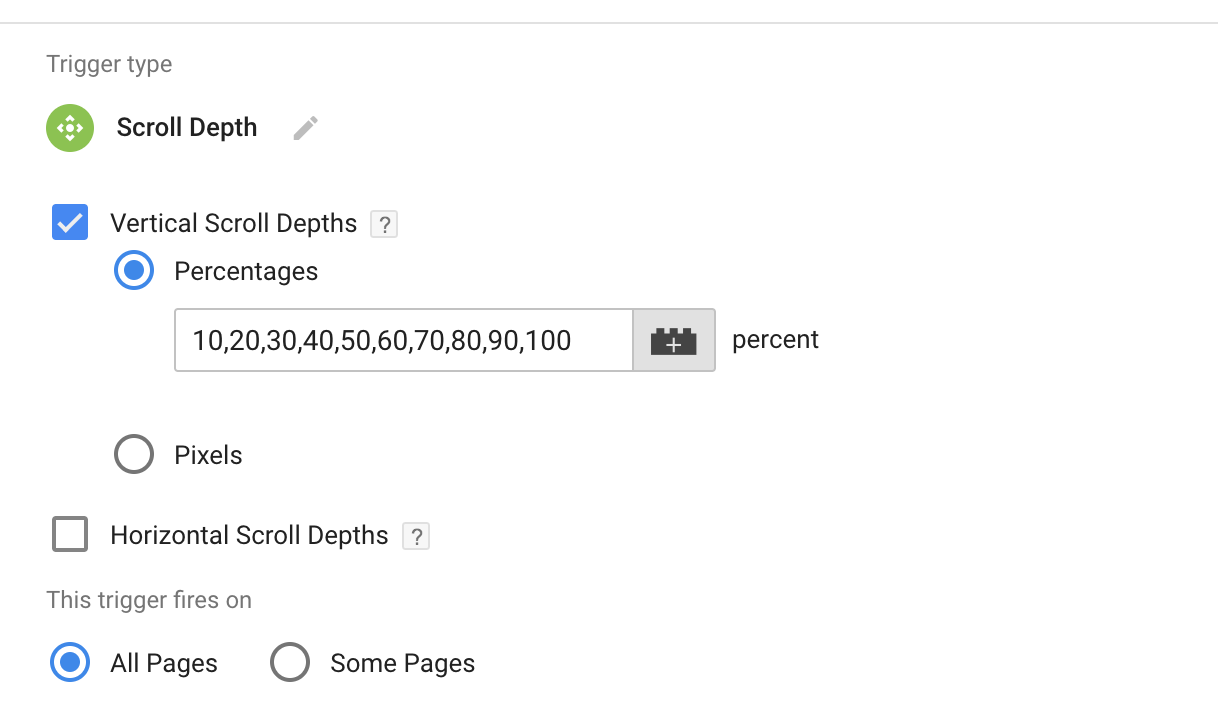 Trigger type
Scroll Depth
Vertical Scroll Depths ?
Percentages
10,20,30,40,50,60,70,80,90,100 + percent
Pixels
Horizontal Scroll Depths ?
This trigger fires on
All Pages Some Pages